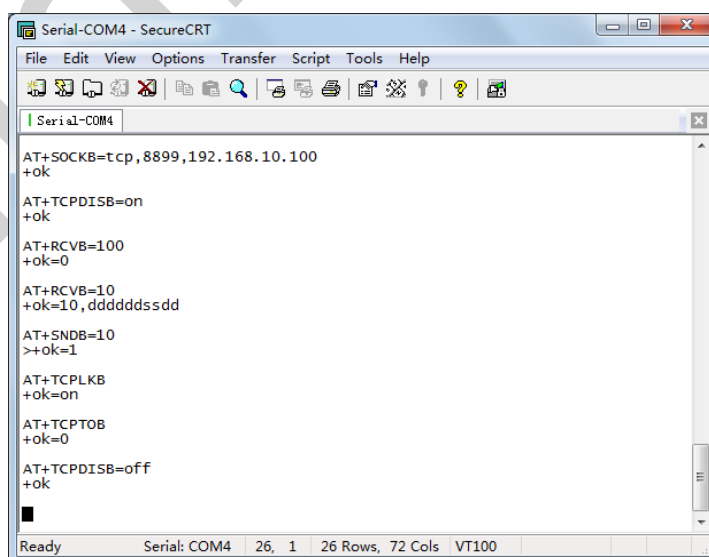 Serial-COM4 - SecureCRT
File Edit View Options Transfer Script Tools Help
Serial-COM4
AT+SOCKB=tcp,8899,192.168.10.100
+ok
AT+TCPDISB=on
+ok
AT+RCVB=100
+ok=0
AT+RCVB=10
+ok=10,ddddddssdd
AT+SNDB=10
>+ok=1
AT+TCPLKB
+ok=on
AT+TCPTOB
+ok=0
AT+TCPDISB=off
+ok
Ready Serial: COM4 26, 1 26 Rows, 72 Cols VT100